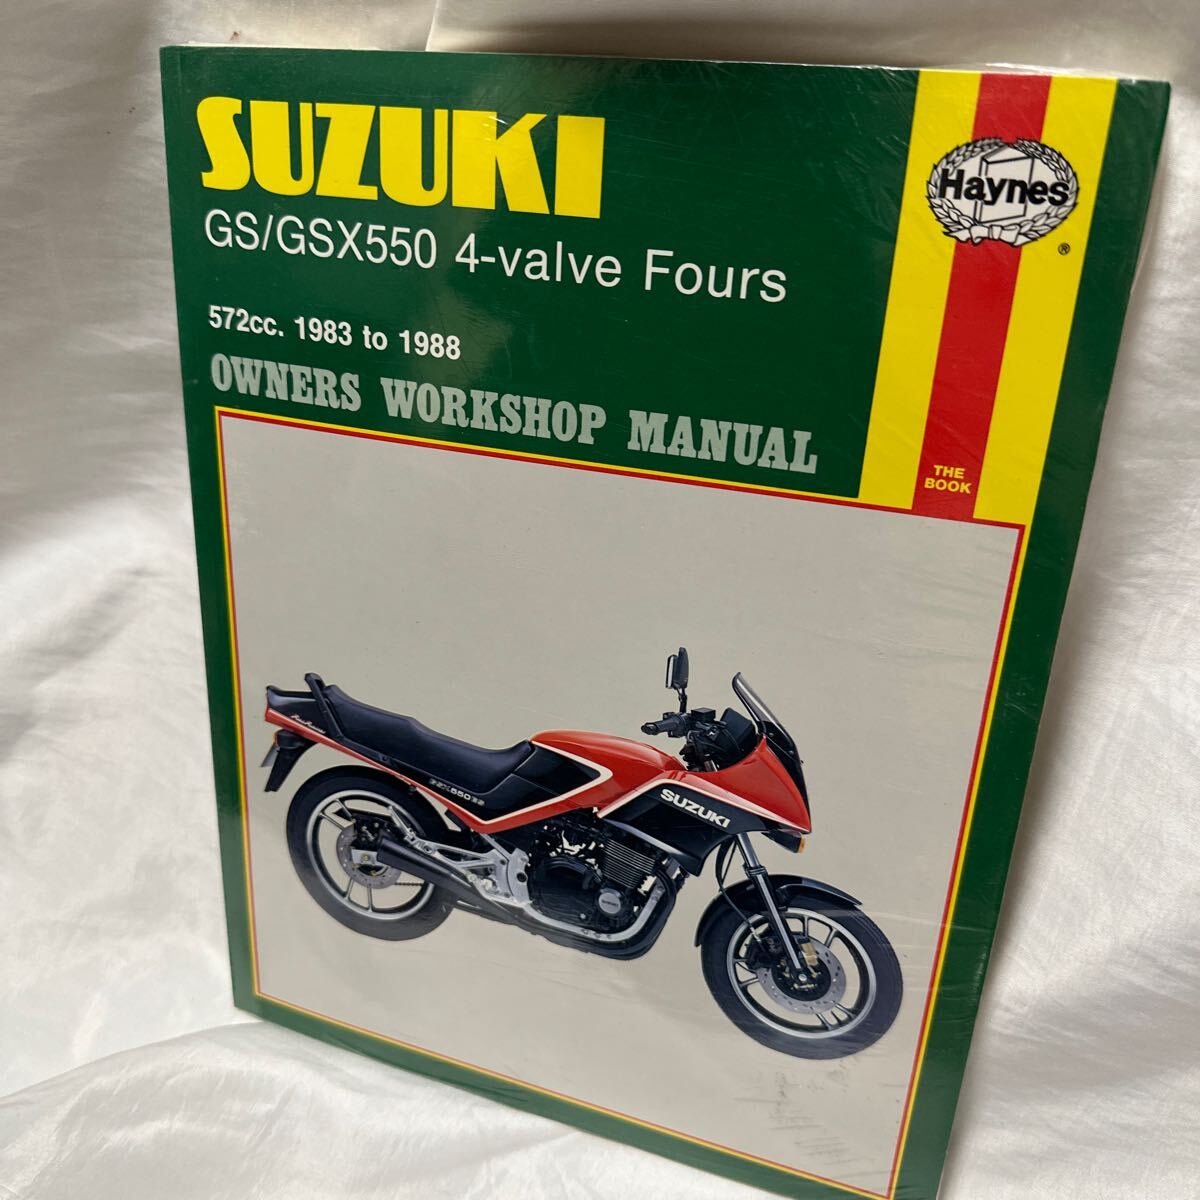 SUZUKI
GS/GSX550 4-valve Fours
572cc. 1983 to 1988
OWNERS WORKSHOP MANUAL
Haynes
®
THE
BOOK
SUZUKI